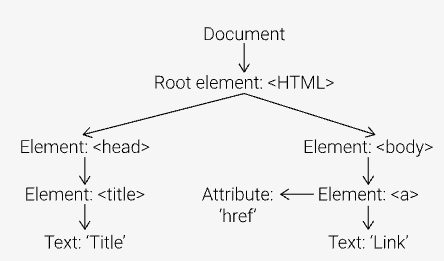 Document
Root element: <HTML>
Element: <head>
Element: <body>
Element: <title>
Attribute:
‘href‘
Element: <a>
Text: ‘Title’
Text: ‘Link’